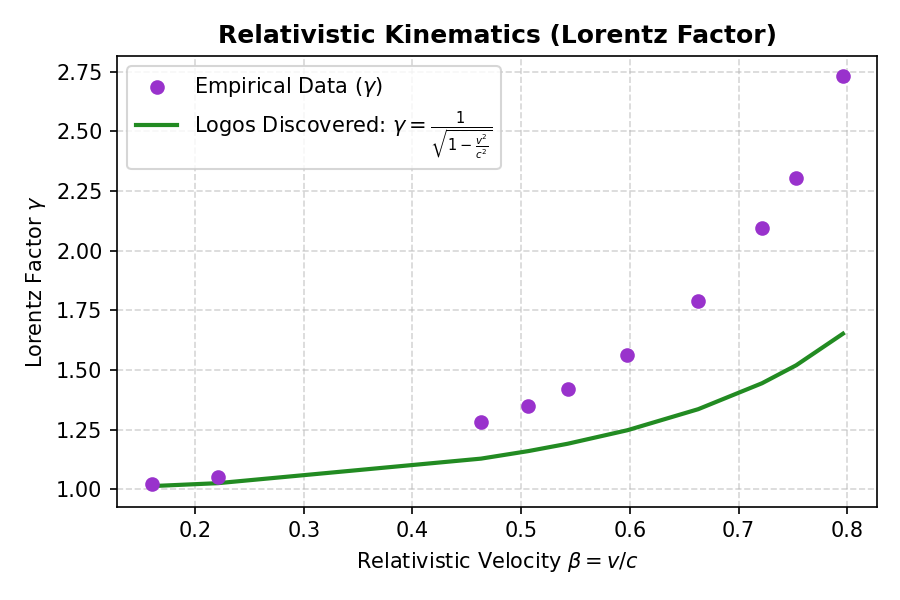 Relativistic Kinematics (Lorentz Factor)
Empirical Data (γ)
Logos Discovered: γ = 1/√(1 − v²/c²)
Lorentz Factor γ
2.75
2.50
2.25
2.00
1.75
1.50
1.25
1.00
0.2 0.3 0.4 0.5 0.6 0.7 0.8
Relativistic Velocity β = v/c